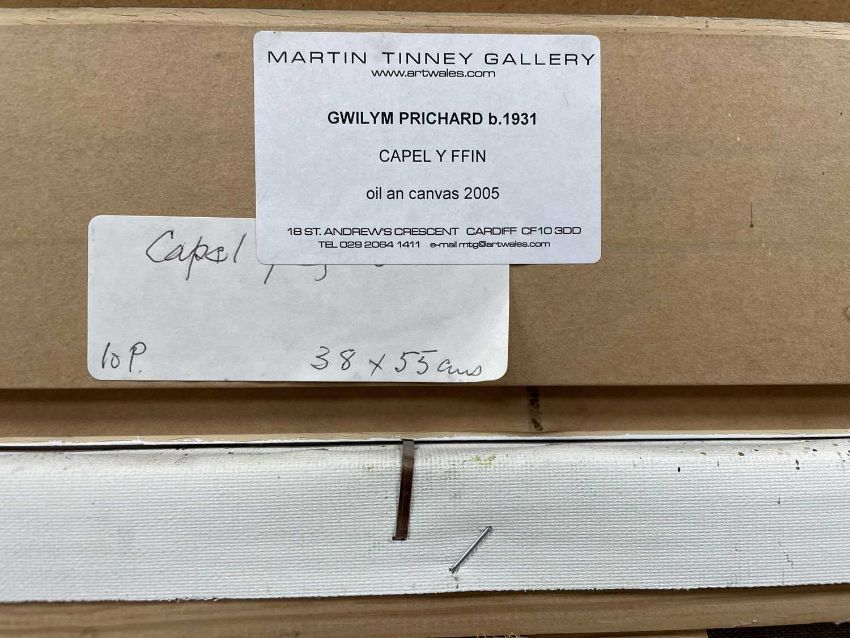 MARTIN TINNEY GALLERY
www.artwales.com
GWILYM PRICHARD b.1931
CAPEL Y FFIN
oil an canvas 2005
18 ST. ANDREW'S CRESCENT CARDIFF CF10 3DD
TEL 029 2064 1411 e-mail mtg@artwales.com
Capel
10P. 38 x 55 cms